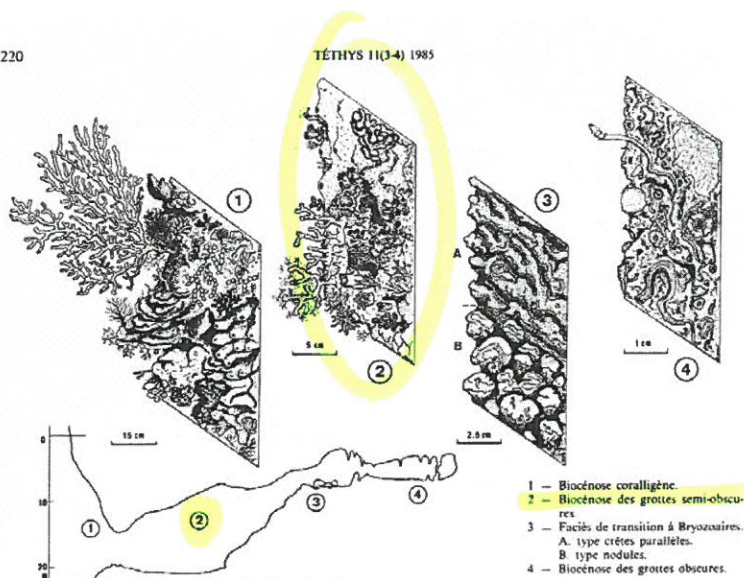 220
TÉTHYS 11(3-4) 1985
1
2
3
4
A
B
15 cm
5 cm
2.5 cm
1 cm
0
10
20
1
2
3
4
1 — Biocénose coralligène.
2 — Biocénose des grottes semi-obscu-
res
3 — Faciès de transition à Bryozoaires.
A. type crêtes parallèles.
B. type nodules.
4 — Biocénose des grottes obscures.